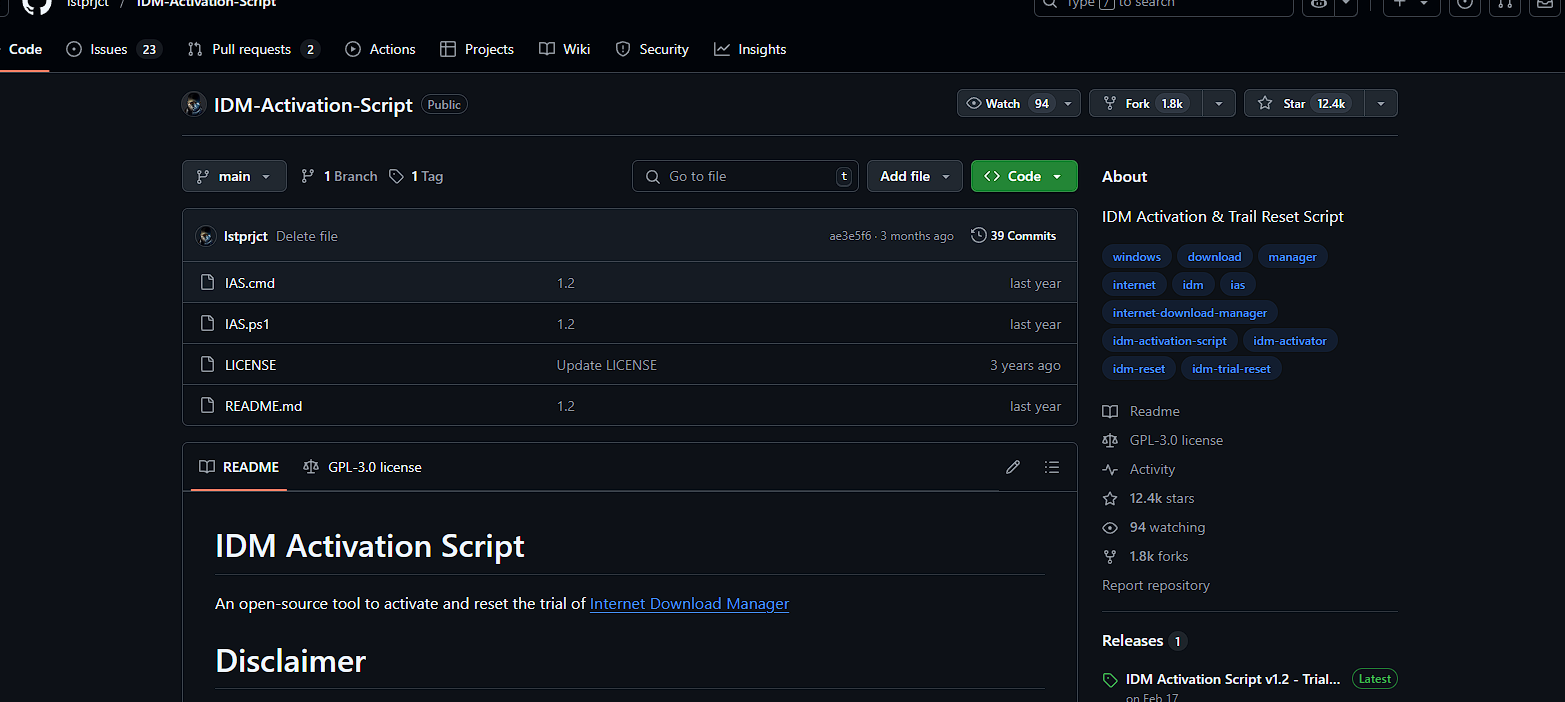 lstprjct / IDM-Activation-Script Type / to search
Code Issues 23 Pull requests 2 Actions Projects Wiki Security Insights
IDM-Activation-Script Public Watch 94 Fork 1.8k Star 12.4k
main 1 Branch 1 Tag Go to file t Add file Code
lstprjct Delete file ae3e5f6 · 3 months ago 39 Commits
IAS.cmd 1.2 last year
IAS.ps1 1.2 last year
LICENSE Update LICENSE 3 years ago
README.md 1.2 last year
README GPL-3.0 license
IDM Activation Script
An open-source tool to activate and reset the trial of Internet Download Manager
Disclaimer
About
IDM Activation & Trail Reset Script
windows download manager
internet idm ias
internet-download-manager
idm-activation-script idm-activator
idm-reset idm-trial-reset
Readme
GPL-3.0 license
Activity
12.4k stars
94 watching
1.8k forks
Report repository
Releases 1
IDM Activation Script v1.2 - Trial... Latest
on Feb 17